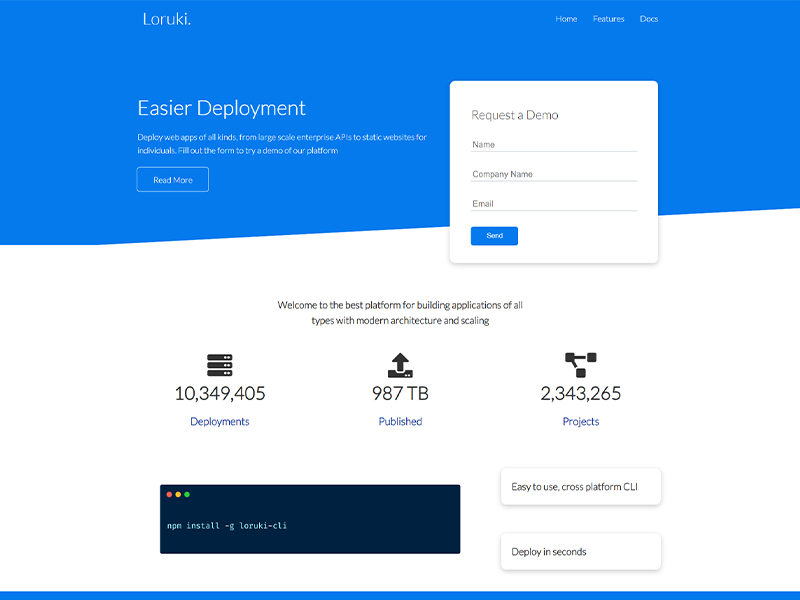 Loruki.
Home Features Docs
Easier Deployment
Deploy web apps of all kinds, from large scale enterprise APIs to static websites for
individuals. Fill out the form to try a demo of our platform
Read More
Request a Demo
Name
Company Name
Email
Send
Welcome to the best platform for building applications of all
types with modern architecture and scaling
10,349,405
Deployments
987 TB
Published
2,343,265
Projects
npm install -g loruki-cli
Easy to use, cross platform CLI
Deploy in seconds